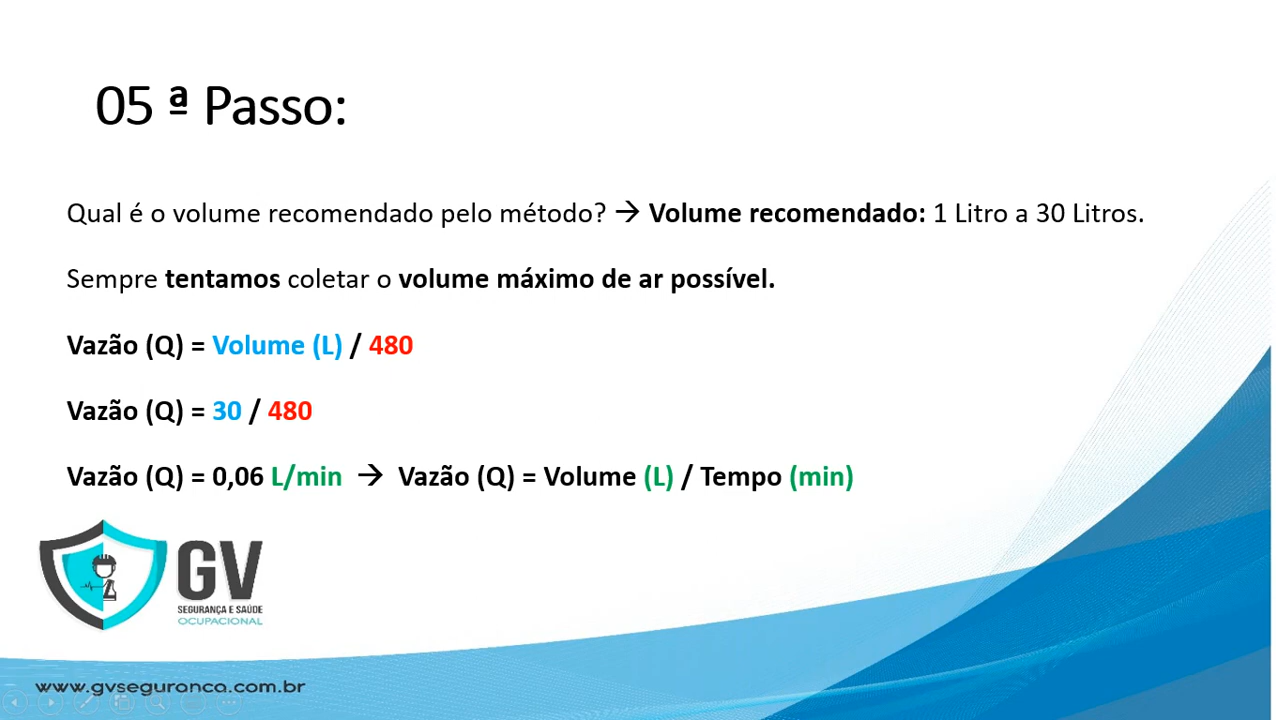 05 ª Passo:
Qual é o volume recomendado pelo método? → Volume recomendado: 1 Litro a 30 Litros.
Sempre tentamos coletar o volume máximo de ar possível.
Vazão (Q) = Volume (L) / 480
Vazão (Q) = 30 / 480
Vazão (Q) = 0,06 L/min → Vazão (Q) = Volume (L) / Tempo (min)
GV
SEGURANÇA E SAÚDE
OCUPACIONAL
www.gvseguranca.com.br